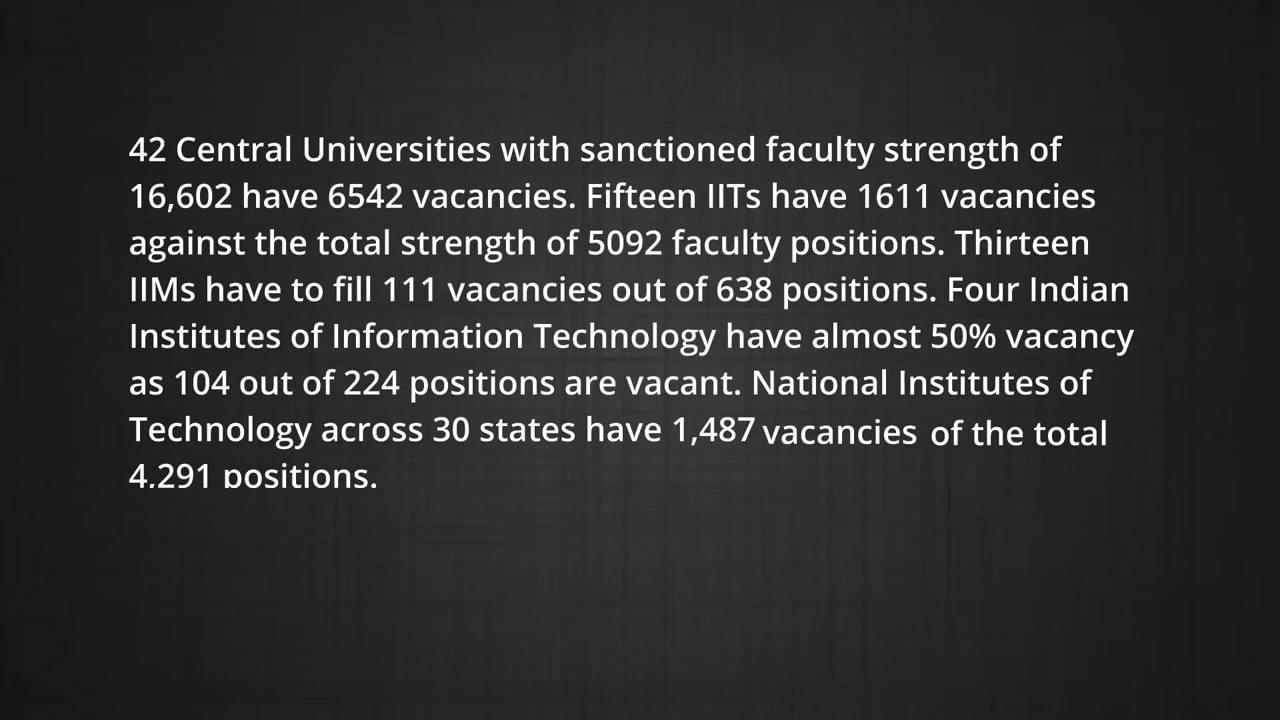 42 Central Universities with sanctioned faculty strength of
16,602 have 6542 vacancies. Fifteen IITs have 1611 vacancies
against the total strength of 5092 faculty positions. Thirteen
IIMs have to fill 111 vacancies out of 638 positions. Four Indian
Institutes of Information Technology have almost 50% vacancy
as 104 out of 224 positions are vacant. National Institutes of
Technology across 30 states have 1,487 vacancies of the total
4,291 positions.